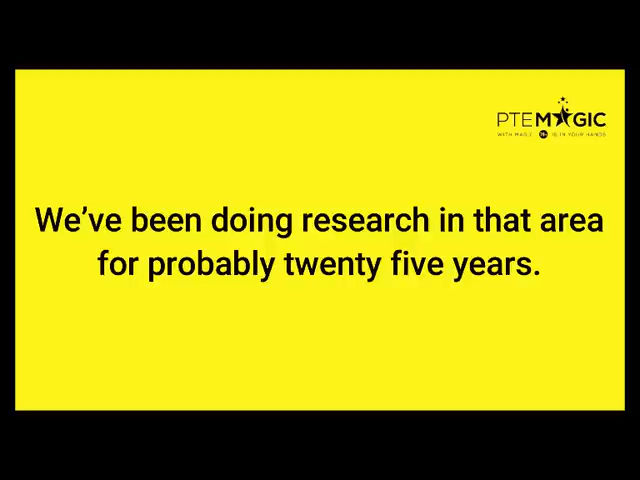 PTEMAGIC
We've been doing research in that area
for probably twenty five years.